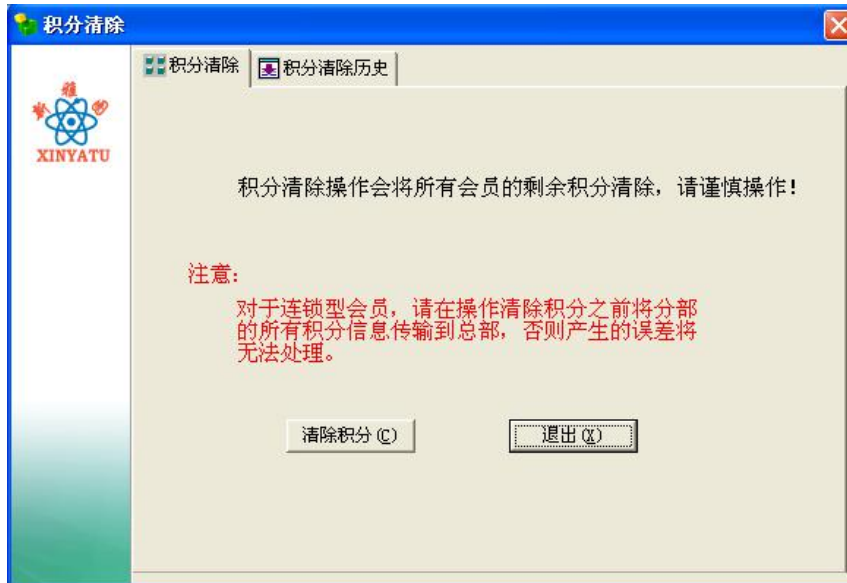 积分清除
积分清除
积分清除历史
雅
XINYATU
积分清除操作会将所有会员的剩余积分清除，请谨慎操作！
注意：
对于连锁型会员，请在操作清除积分之前将分部
的所有积分信息传输到总部，否则产生的误差将
无法处理。
清除积分(C)
退出(X)